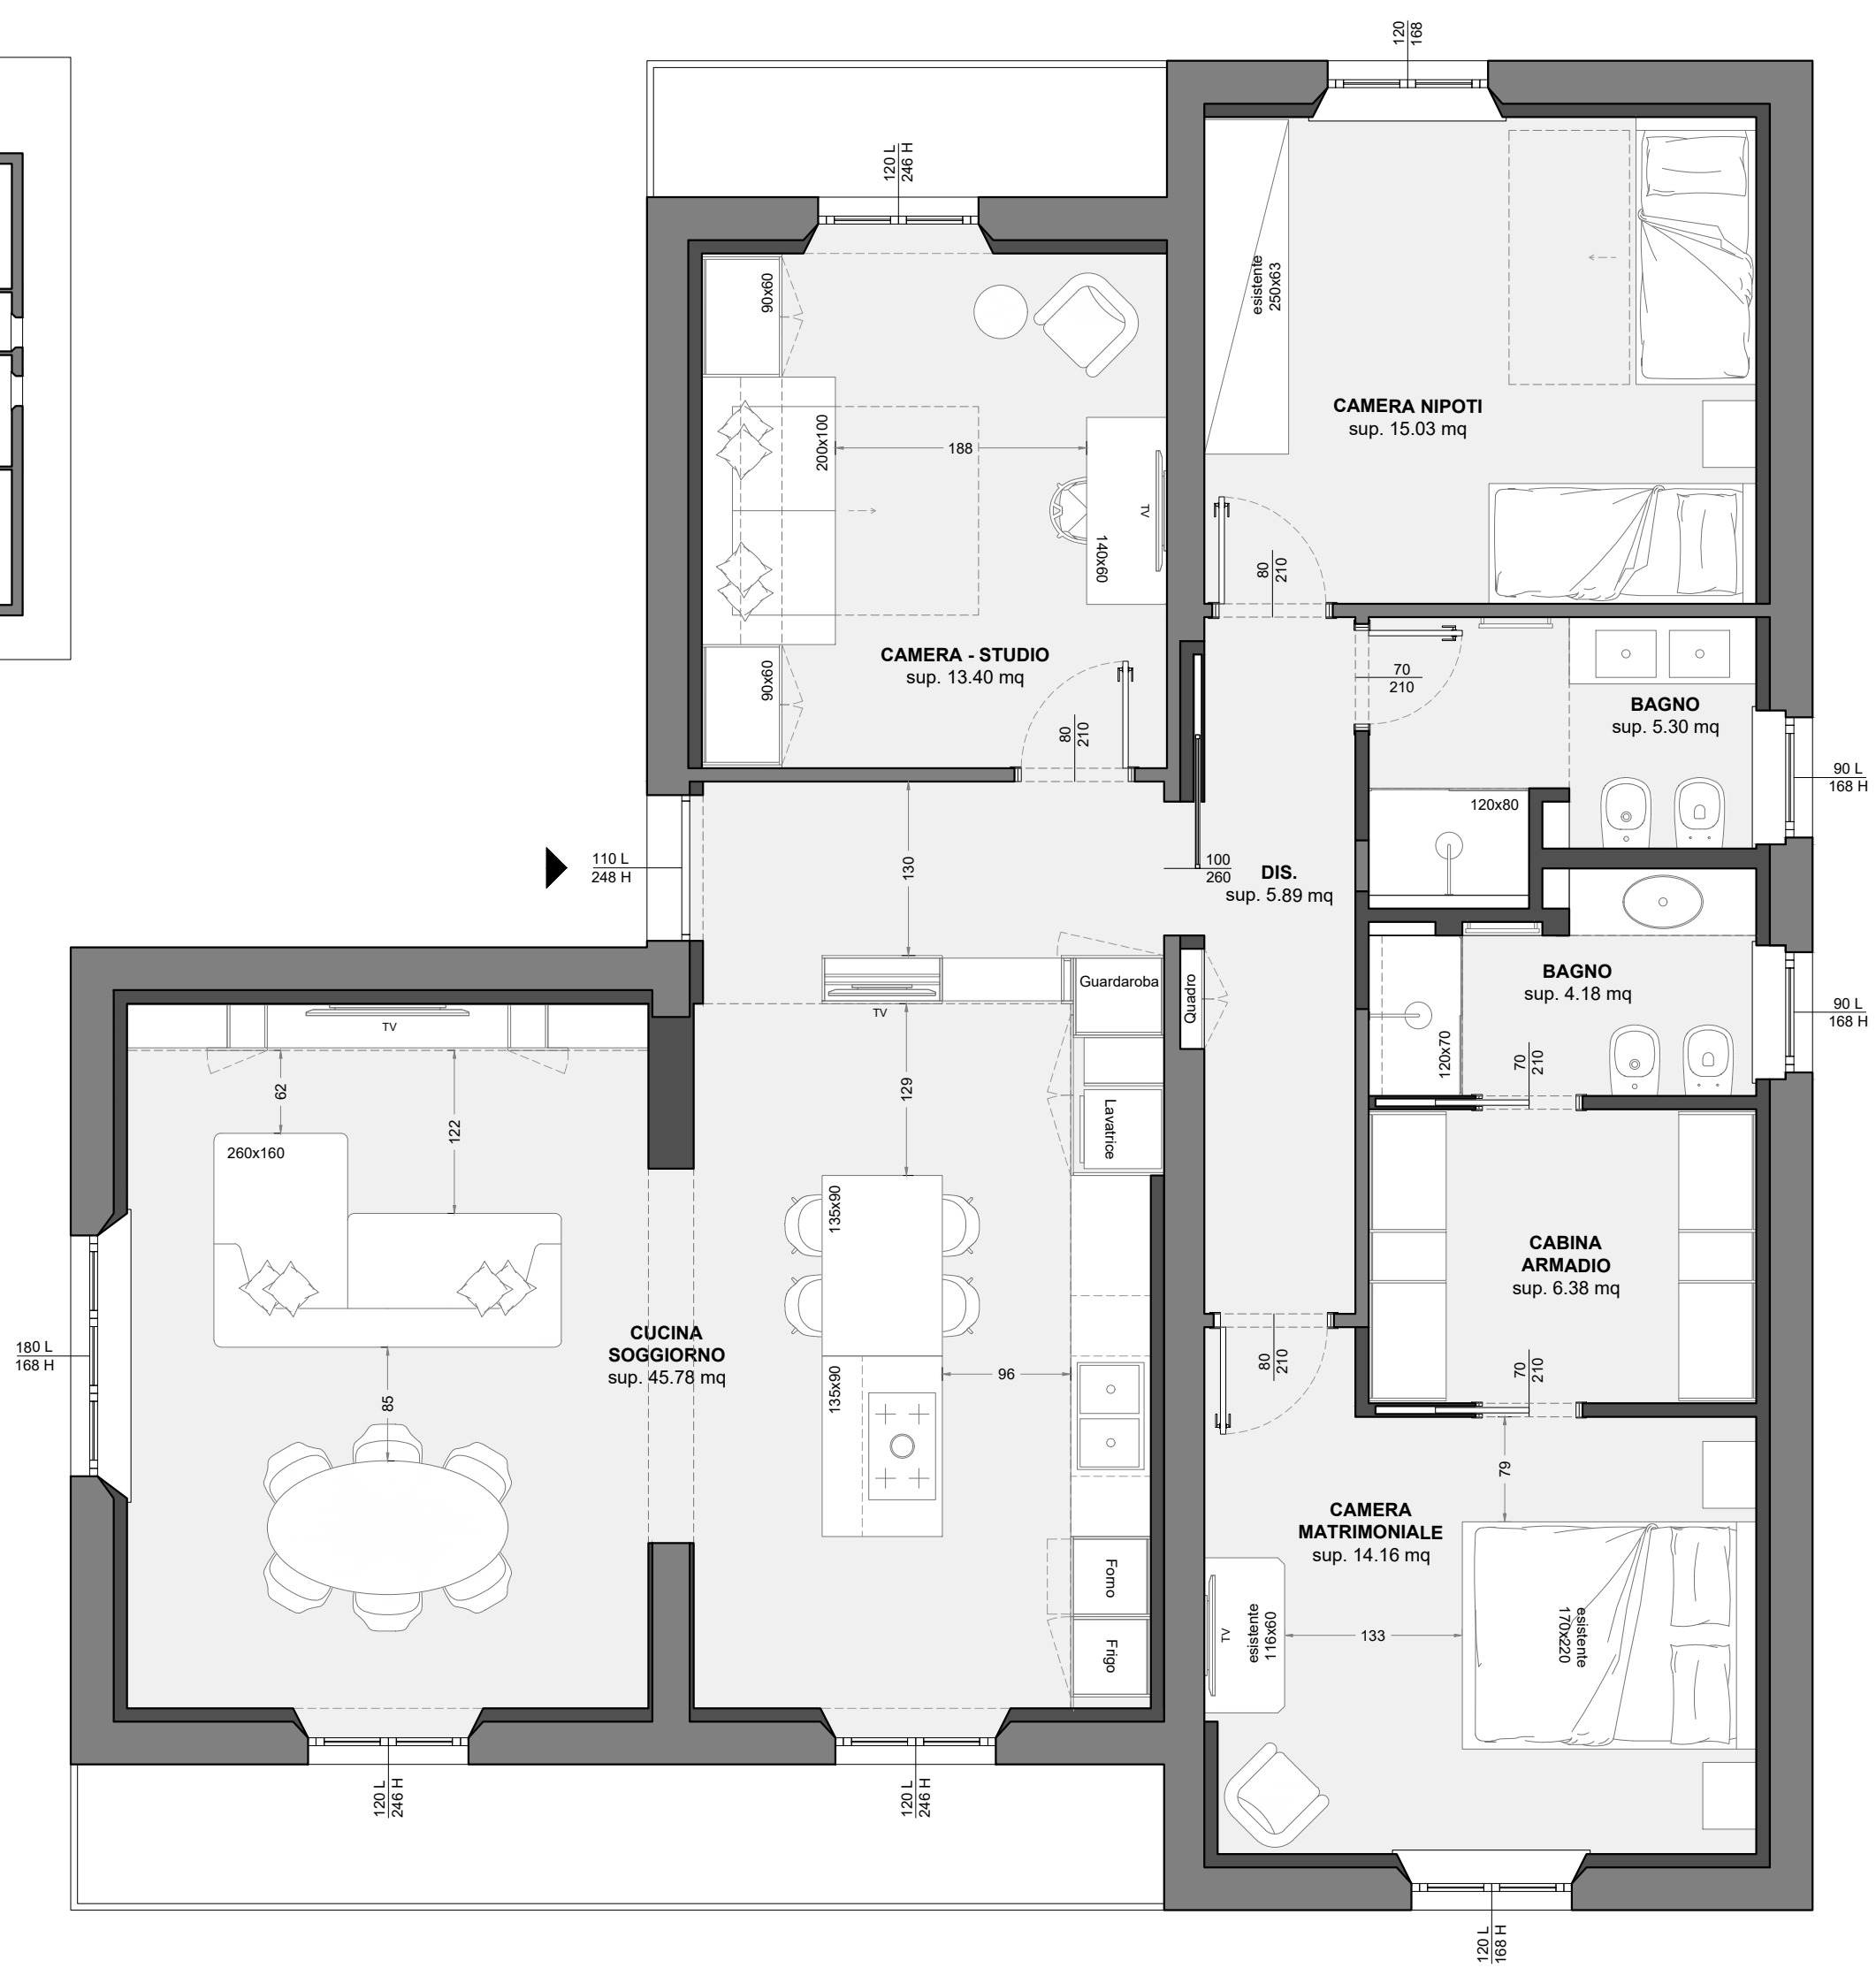 120
168
120 L
246 H
90x60
esistente
250x63
CAMERA NIPOTI
sup. 15.03 mq
200x100
188
TV
140x60
80
210
CAMERA - STUDIO
sup. 13.40 mq
90x60
80
210
70
210
BAGNO
sup. 5.30 mq
90 L
168 H
120x80
110 L
248 H
130
100
260
DIS.
sup. 5.89 mq
Guardaroba
Quadro
BAGNO
sup. 4.18 mq
90 L
168 H
TV
TV
62
122
129
Lavatrice
120x70
70
210
260x160
135x90
CABINA
ARMADIO
sup. 6.38 mq
180 L
168 H
CUCINA
SOGGIORNO
sup. 45.78 mq
85
135x90
96
80
210
70
210
79
CAMERA
MATRIMONIALE
sup. 14.16 mq
Forno
Frigo
TV
esistente
116x60
133
esistente
170x220
120 L
246 H
120 L
246 H
120 L
168 H